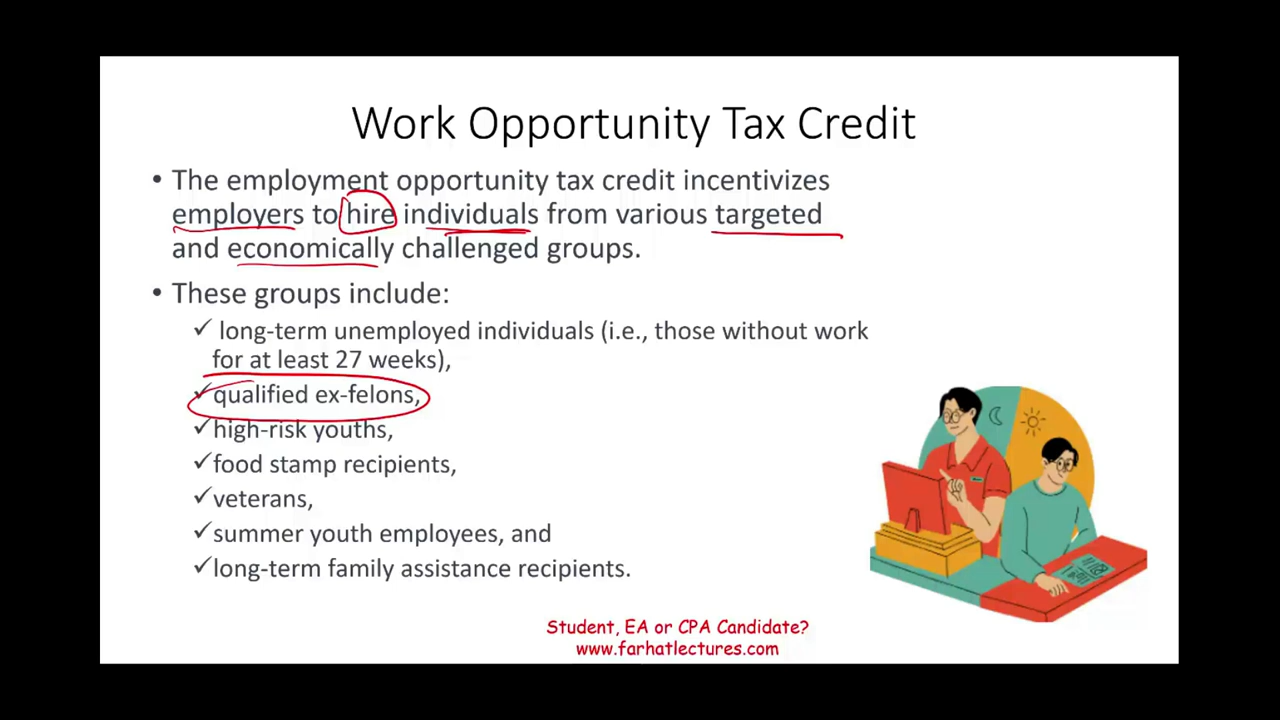 Work Opportunity Tax Credit
• The employment opportunity tax credit incentivizes
employers to hire individuals from various targeted
and economically challenged groups.
• These groups include:
✓ long-term unemployed individuals (i.e., those without work
for at least 27 weeks),
✓qualified ex-felons,
✓high-risk youths,
✓food stamp recipients,
✓veterans,
✓summer youth employees, and
✓long-term family assistance recipients.
Student, EA or CPA Candidate?
www.farhatlectures.com